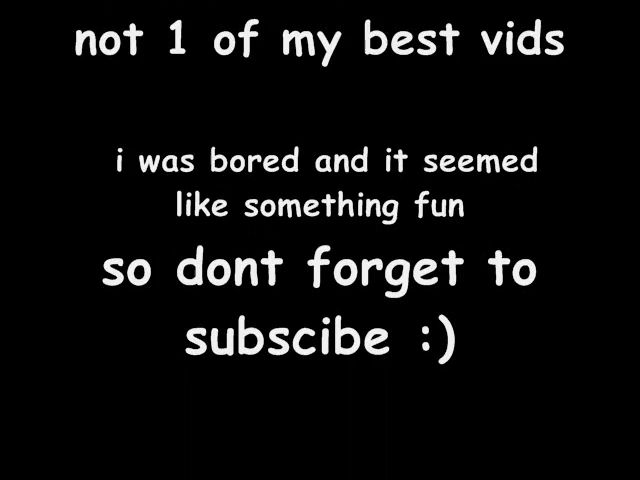 not 1 of my best vids
i was bored and it seemed
like something fun
so dont forget to
subscibe :)